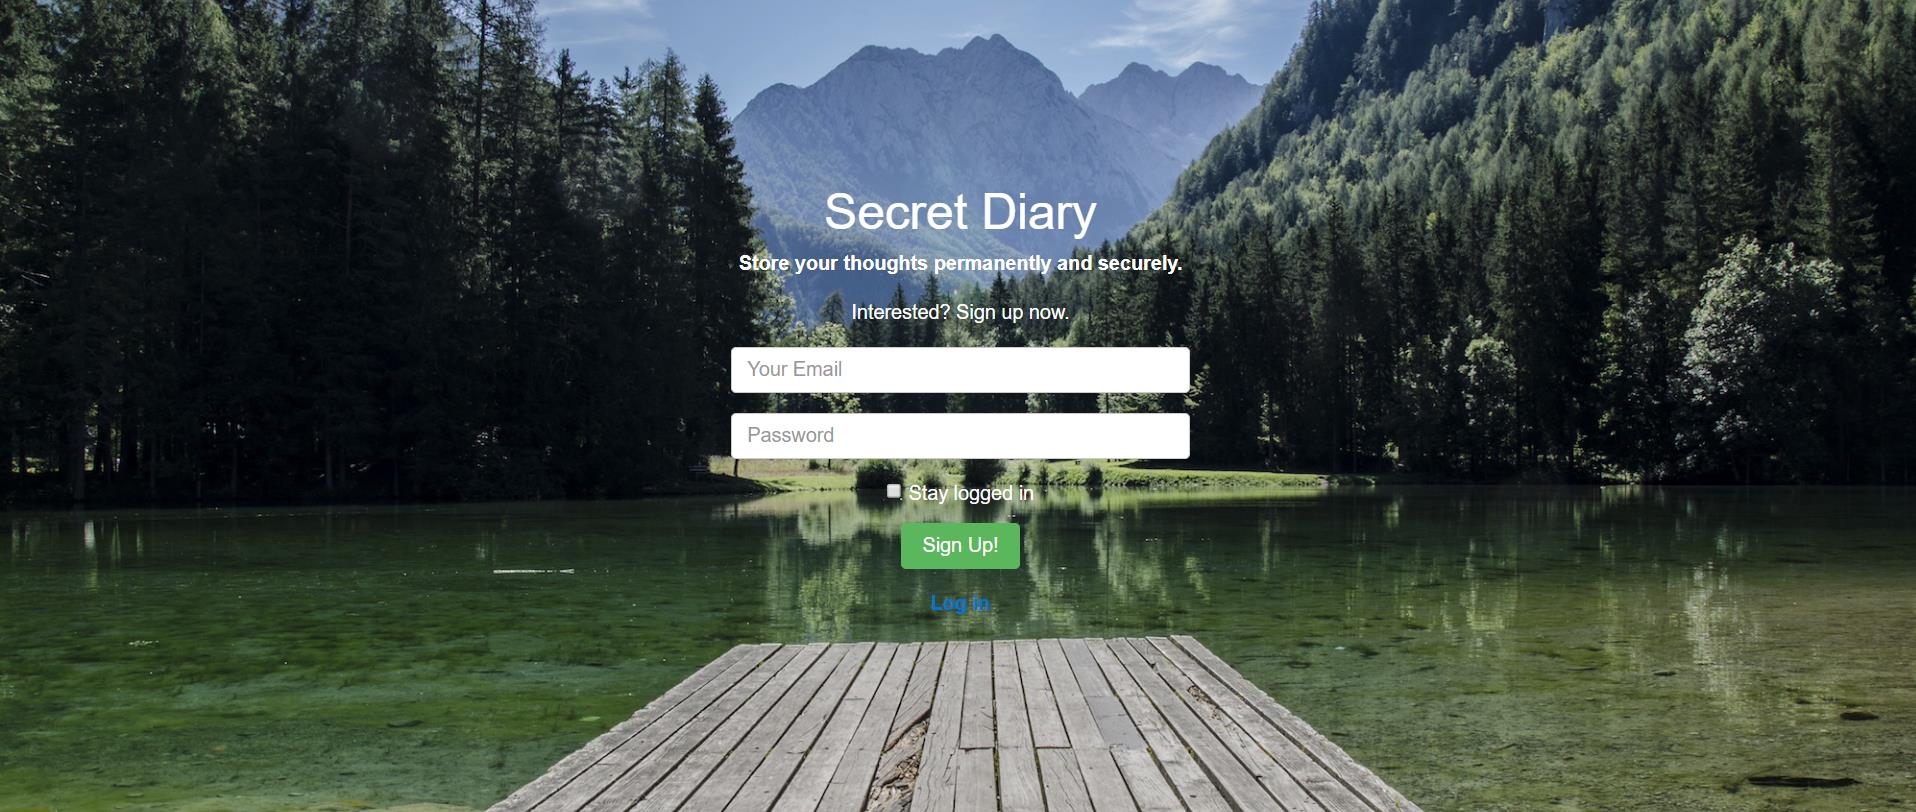 Secret Diary
Store your thoughts permanently and securely.
Interested? Sign up now.
Your Email
Password
Stay logged in
Sign Up!
Log in